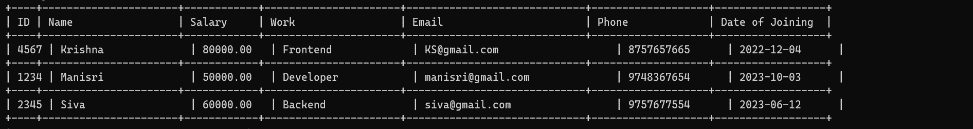 | ID | Name | Salary | Work | Email | Phone | Date of Joining |
| 4567 | Krishna | 80000.00 | Frontend | KS@gmail.com | 8757657665 | 2022-12-04 |
| 1234 | Manisri | 50000.00 | Developer | manisri@gmail.com | 9748367654 | 2023-10-03 |
| 2345 | Siva | 60000.00 | Backend | siva@gmail.com | 9757677554 | 2023-06-12 |